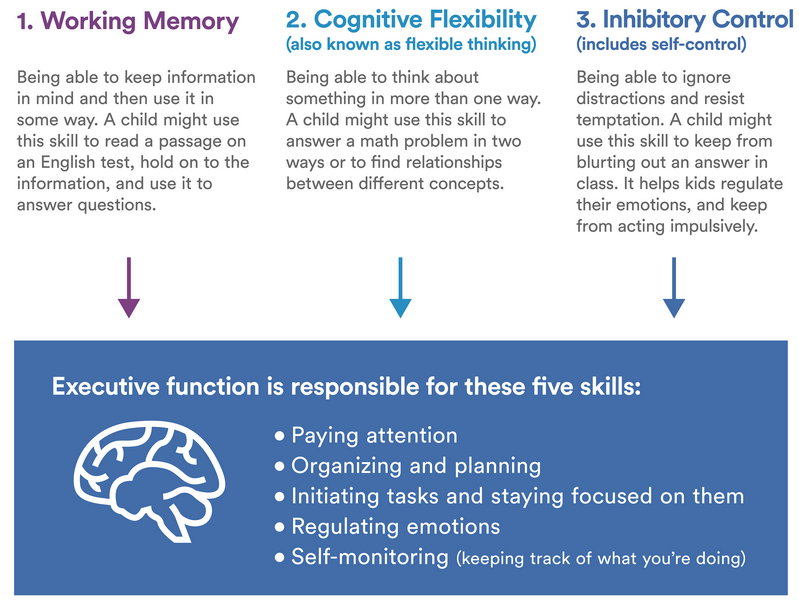 1. Working Memory
Being able to keep information
in mind and then use it in
some way. A child might use
this skill to read a passage on
an English test, hold on to the
information, and use it to
answer questions.
2. Cognitive Flexibility
(also known as flexible thinking)
Being able to think about
something in more than one way.
A child might use this skill to
answer a math problem in two
ways or to find relationships
between different concepts.
3. Inhibitory Control
(includes self-control)
Being able to ignore
distractions and resist
temptation. A child might
use this skill to keep from
blurting out an answer in
class. It helps kids regulate
their emotions, and keep
from acting impulsively.
Executive function is responsible for these five skills:
• Paying attention
• Organizing and planning
• Initiating tasks and staying focused on them
• Regulating emotions
• Self-monitoring (keeping track of what you’re doing)